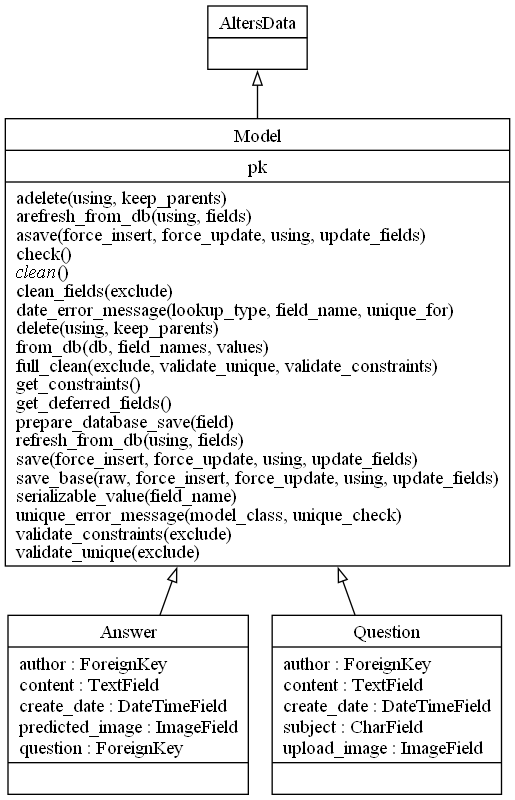 AltersData
Model
pk
adelete(using, keep_parents)
arefresh_from_db(using, fields)
asave(force_insert, force_update, using, update_fields)
check()
clean()
clean_fields(exclude)
date_error_message(lookup_type, field_name, unique_for)
delete(using, keep_parents)
from_db(db, field_names, values)
full_clean(exclude, validate_unique, validate_constraints)
get_constraints()
get_deferred_fields()
prepare_database_save(field)
refresh_from_db(using, fields)
save(force_insert, force_update, using, update_fields)
save_base(raw, force_insert, force_update, using, update_fields)
serializable_value(field_name)
unique_error_message(model_class, unique_check)
validate_constraints(exclude)
validate_unique(exclude)
Answer
author : ForeignKey
content : TextField
create_date : DateTimeField
predicted_image : ImageField
question : ForeignKey
Question
author : ForeignKey
content : TextField
create_date : DateTimeField
subject : CharField
upload_image : ImageField